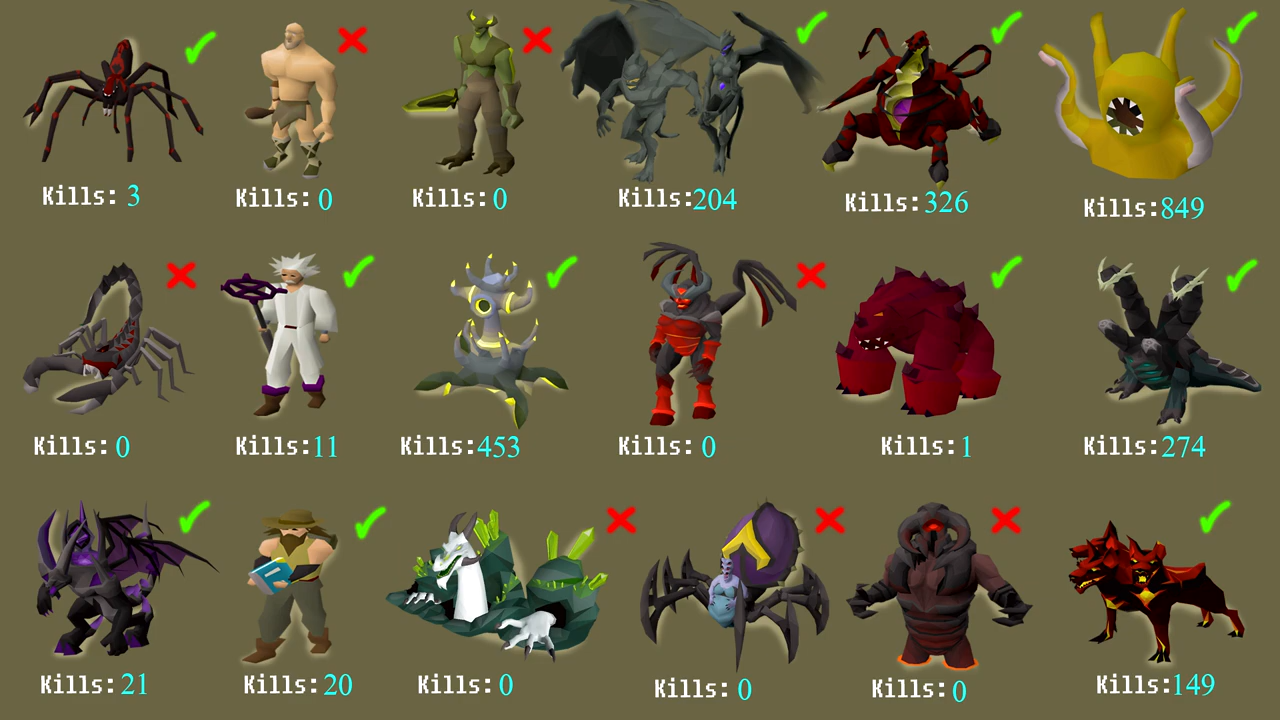 Kills: 3
Kills: 0
Kills: 0
Kills:204
Kills:326
Kills:849
Kills: 0
Kills:11
Kills:453
Kills: 0
Kills:1
Kills:274
Kills:21
Kills:20
Kills: 0
Kills: 0
Kills: 0
Kills:149